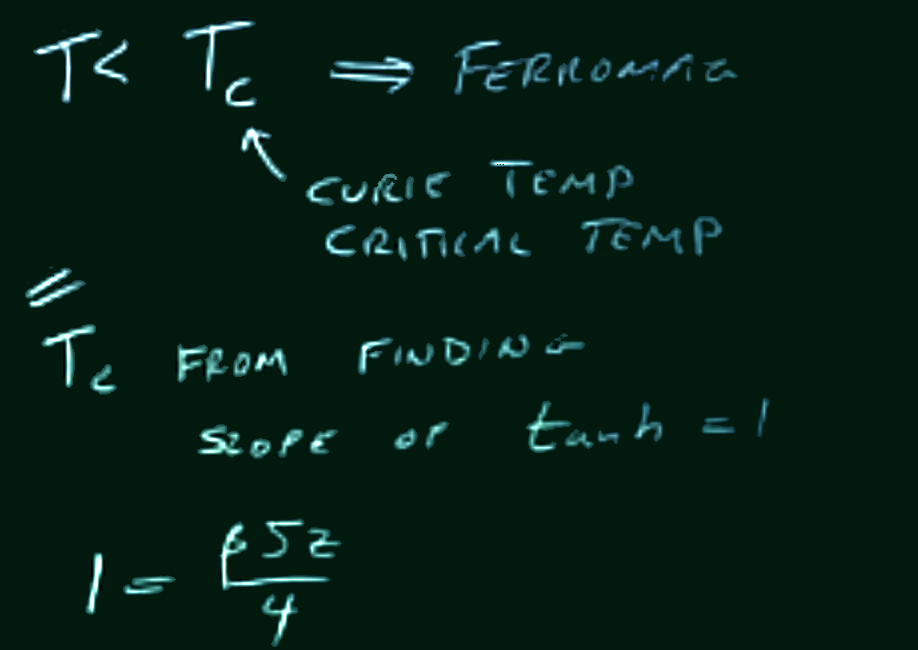 T < Tc ⇒ FERROMAG
CURIE TEMP
CRITICAL TEMP
Tc FROM FINDING
SLOPE OF tanh = 1
1 = βJz/4